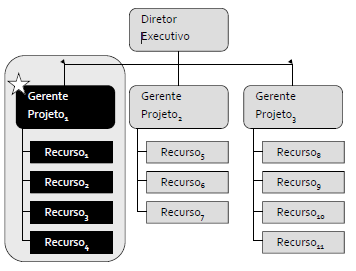 Diretor
Executivo
Gerente
Projeto₁
Gerente
Projeto₂
Gerente
Projeto₃
Recurso₁
Recurso₂
Recurso₃
Recurso₄
Recurso₅
Recurso₆
Recurso₇
Recurso₈
Recurso₉
Recurso₁₀
Recurso₁₁